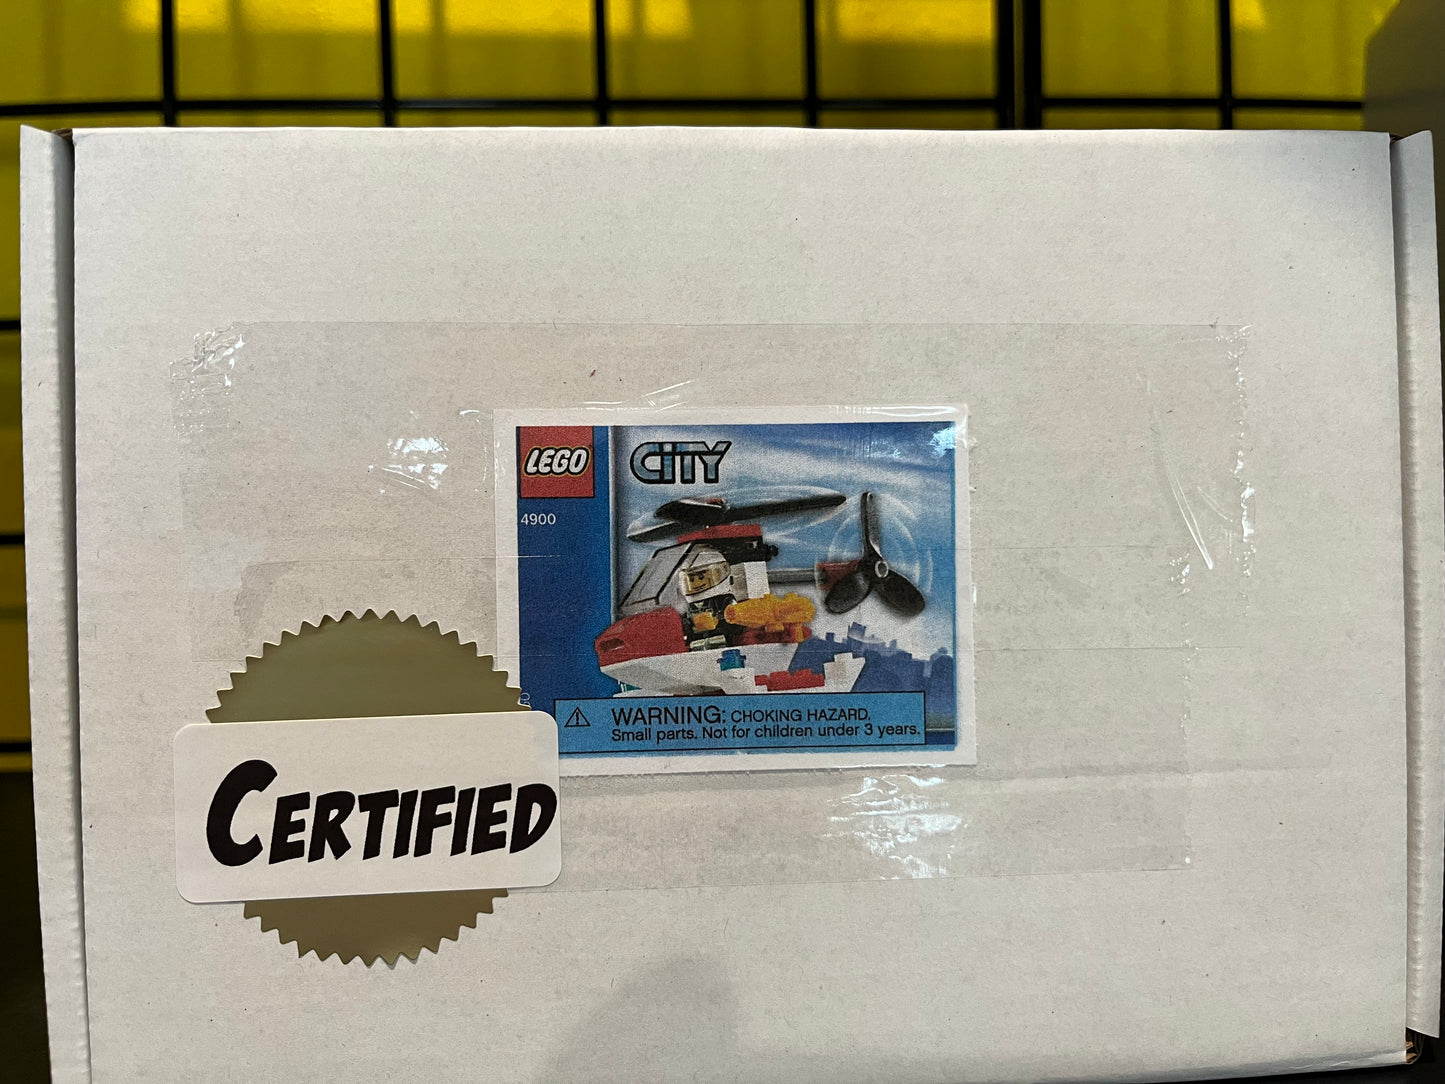 LEGO
CITY
4900
WARNING: CHOKING HAZARD.
Small parts. Not for children under 3 years.
CERTIFIED